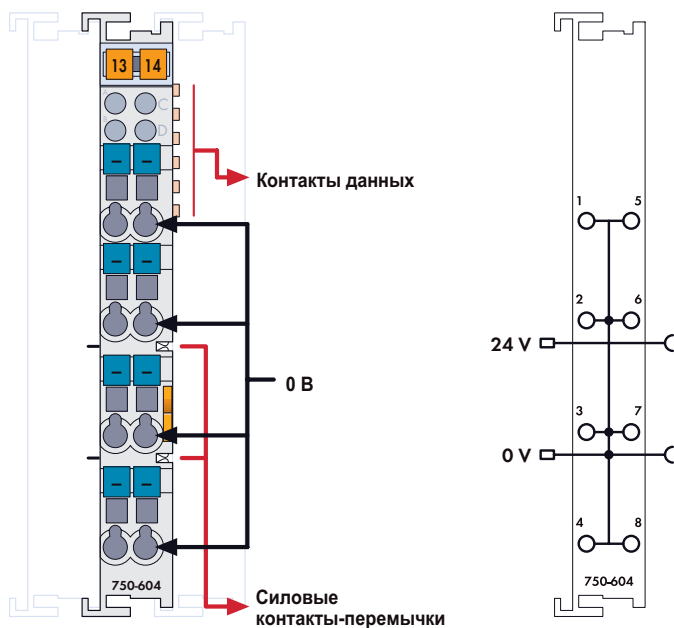 13 14
A C
B D
– –
Контакты данных
– –
0 В
– –
– –
750-604
Силовые
контакты-перемычки
1 5
2 6
24 V
3 7
0 V
4 8
750-604